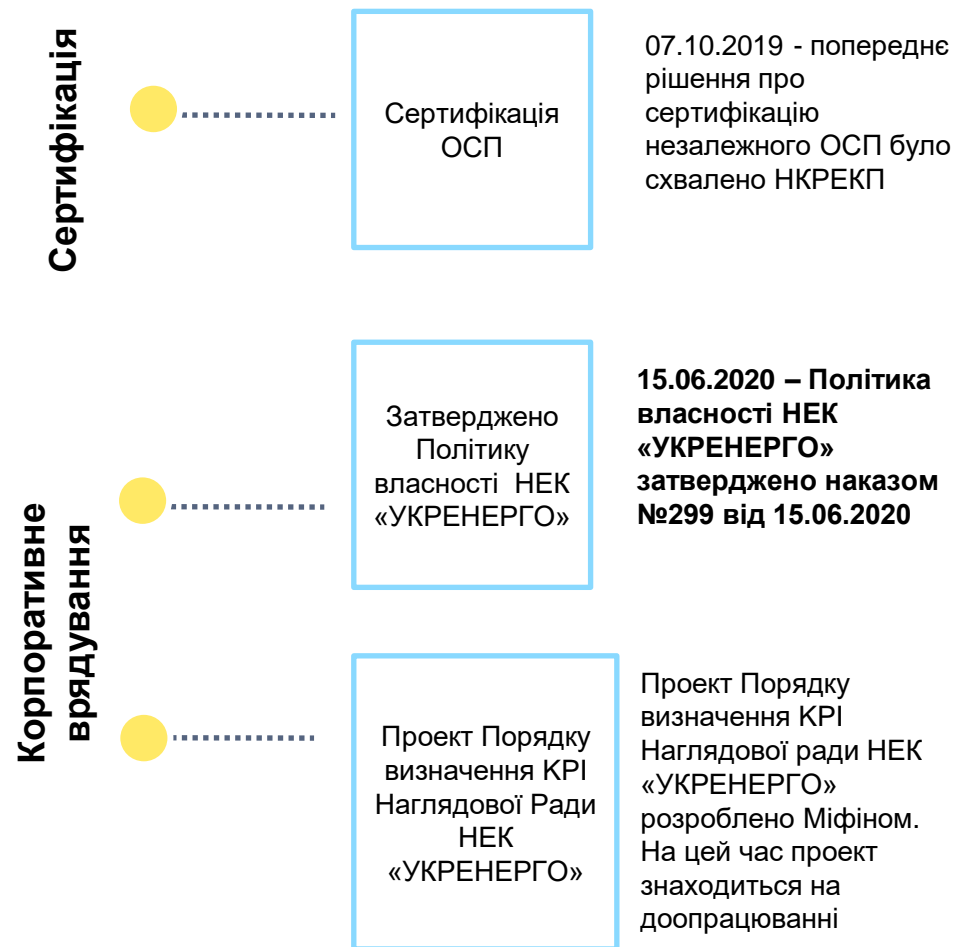 Сертифікація
Сертифікація
ОСП
07.10.2019 - попереднє
рішення про
сертифікацію
незалежного ОСП було
схвалено НКРЕКП
Корпоративне
врядування
Затверджено
Політику
власності НЕК
«УКРЕНЕРГО»
15.06.2020 – Політика
власності НЕК
«УКРЕНЕРГО»
затверджено наказом
№299 від 15.06.2020
Проект Порядку
визначення KPI
Наглядової Ради
НЕК
«УКРЕНЕРГО»
Проект Порядку
визначення KPI
Наглядової ради НЕК
«УКРЕНЕРГО»
розроблено Міфіном.
На цей час проект
знаходиться на
доопрацюванні